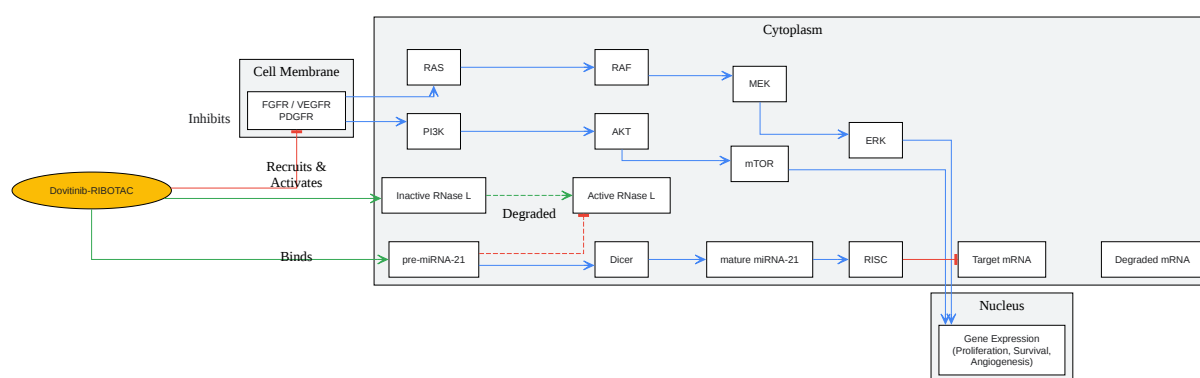 Cytoplasm
Cell Membrane
FGFR / VEGFR
PDGFR
Inhibits
RAS
RAF
MEK
PI3K
AKT
ERK
mTOR
Recruits &
Activates
Dovitinib-RIBOTAC
Inactive RNase L
Active RNase L
Degraded
Binds
pre-miRNA-21
Dicer
mature miRNA-21
RISC
Target mRNA
Degraded mRNA
Nucleus
Gene Expression
(Proliferation, Survival,
Angiogenesis)